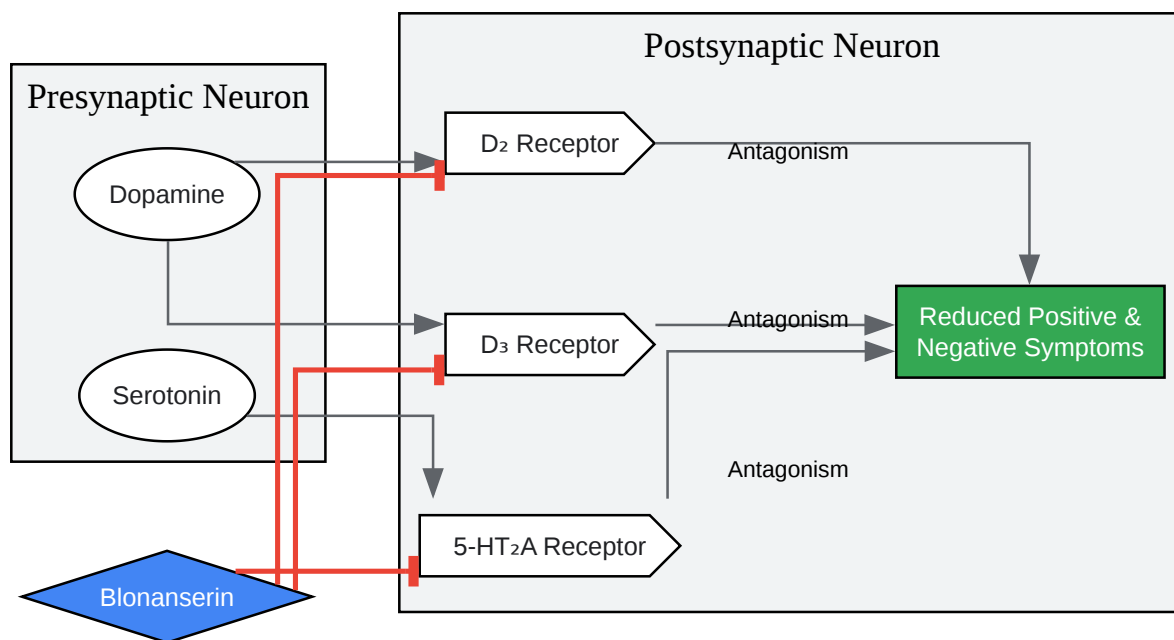 Postsynaptic Neuron
Presynaptic Neuron
D₂ Receptor
Antagonism
Dopamine
D₃ Receptor
Antagonism
Reduced Positive &
Negative Symptoms
Serotonin
Antagonism
5-HT₂A Receptor
Blonanserin